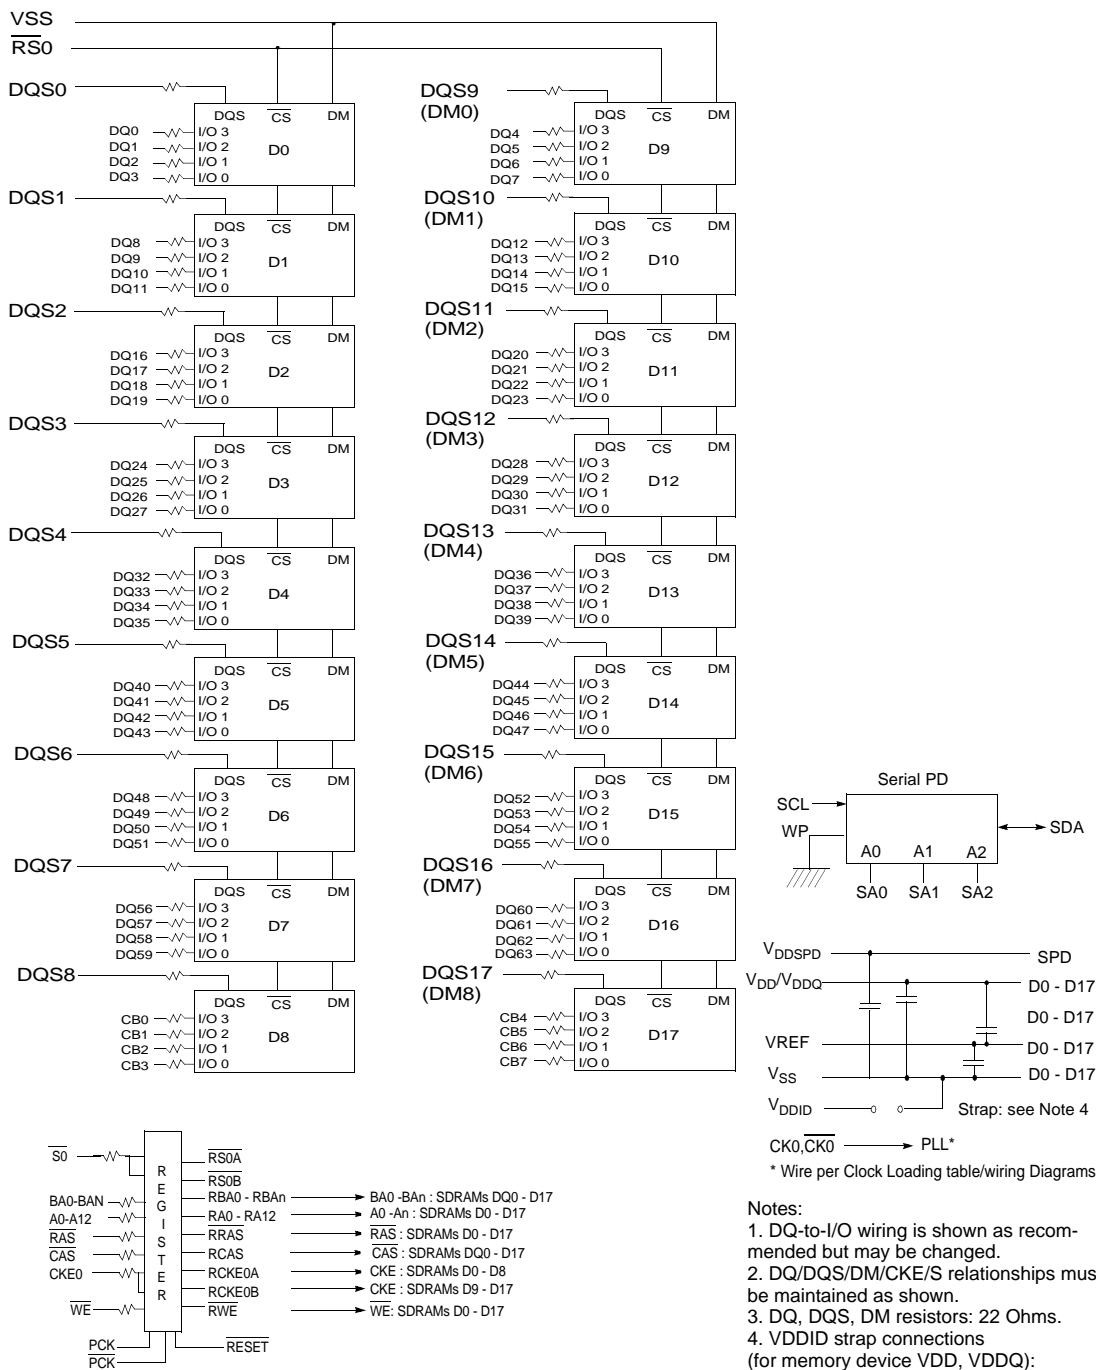 VSS
RS0
DQS0
DQS CS DM
DQ0 I/O 3
DQ1 I/O 2
DQ2 I/O 1
DQ3 I/O 0
D0
DQS1
DQS CS DM
DQ8 I/O 3
DQ9 I/O 2
DQ10 I/O 1
DQ11 I/O 0
D1
DQS2
DQS CS DM
DQ16 I/O 3
DQ17 I/O 2
DQ18 I/O 1
DQ19 I/O 0
D2
DQS3
DQS CS DM
DQ24 I/O 3
DQ25 I/O 2
DQ26 I/O 1
DQ27 I/O 0
D3
DQS4
DQS CS DM
DQ32 I/O 3
DQ33 I/O 2
DQ34 I/O 1
DQ35 I/O 0
D4
DQS5
DQS CS DM
DQ40 I/O 3
DQ41 I/O 2
DQ42 I/O 1
DQ43 I/O 0
D5
DQS6
DQS CS DM
DQ48 I/O 3
DQ49 I/O 2
DQ50 I/O 1
DQ51 I/O 0
D6
DQS7
DQS CS DM
DQ56 I/O 3
DQ57 I/O 2
DQ58 I/O 1
DQ59 I/O 0
D7
DQS8
DQS CS DM
CB0 I/O 3
CB1 I/O 2
CB2 I/O 1
CB3 I/O 0
D8
DQS9
(DM0)
DQS CS DM
DQ4 I/O 3
DQ5 I/O 2
DQ6 I/O 1
DQ7 I/O 0
D9
DQS10
(DM1)
DQS CS DM
DQ12 I/O 3
DQ13 I/O 2
DQ14 I/O 1
DQ15 I/O 0
D10
DQS11
(DM2)
DQS CS DM
DQ20 I/O 3
DQ21 I/O 2
DQ22 I/O 1
DQ23 I/O 0
D11
DQS12
(DM3)
DQS CS DM
DQ28 I/O 3
DQ29 I/O 2
DQ30 I/O 1
DQ31 I/O 0
D12
DQS13
(DM4)
DQS CS DM
DQ36 I/O 3
DQ37 I/O 2
DQ38 I/O 1
DQ39 I/O 0
D13
DQS14
(DM5)
DQS CS DM
DQ44 I/O 3
DQ45 I/O 2
DQ46 I/O 1
DQ47 I/O 0
D14
DQS15
(DM6)
DQS CS DM
DQ52 I/O 3
DQ53 I/O 2
DQ54 I/O 1
DQ55 I/O 0
D15
DQS16
(DM7)
DQS CS DM
DQ60 I/O 3
DQ61 I/O 2
DQ62 I/O 1
DQ63 I/O 0
D16
DQS17
(DM8)
DQS CS DM
CB4 I/O 3
CB5 I/O 2
CB6 I/O 1
CB7 I/O 0
D17
Serial PD
SCL
WP
SDA
A0 A1 A2
SA0 SA1 SA2
VDDSPD SPD
VDD/VDDQ D0 - D17
D0 - D17
VREF D0 - D17
VSS D0 - D17
VDDID Strap: see Note 4
CK0,CK0 PLL*
* Wire per Clock Loading table/wiring Diagrams
S0
BA0-BAN
A0-A12
RAS
CAS
CKE0
WE
PCK
PCK
REGISTER
RESET
RS0A
RS0B
RBA0 - RBAn BA0 -BAn : SDRAMs DQ0 - D17
RA0 - RA12 A0 -An : SDRAMs D0 - D17
RRAS RAS : SDRAMs D0 - D17
RCAS CAS : SDRAMs DQ0 - D17
RCKE0A CKE : SDRAMs D0 - D8
RCKE0B CKE : SDRAMs D9 - D17
RWE WE: SDRAMs D0 - D17
Notes:
1. DQ-to-I/O wiring is shown as recom-
mended but may be changed.
2. DQ/DQS/DM/CKE/S relationships mus
be maintained as shown.
3. DQ, DQS, DM resistors: 22 Ohms.
4. VDDID strap connections
(for memory device VDD, VDDQ):